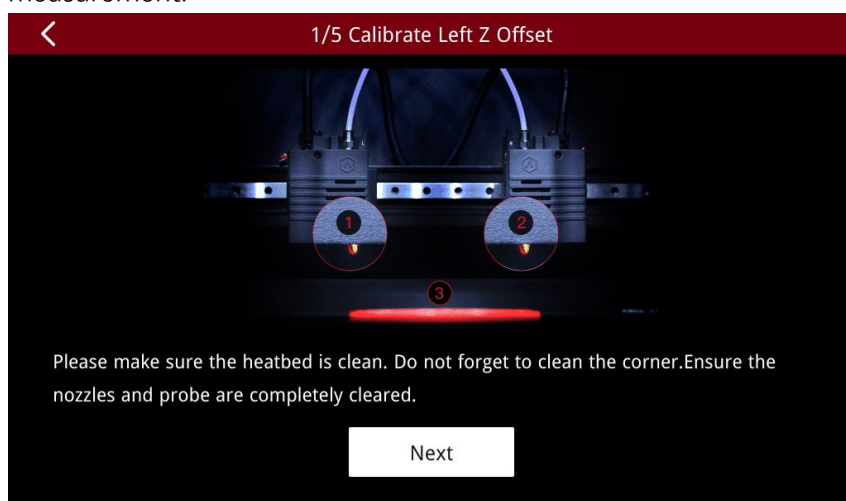 1/5 Calibrate Left Z Offset
1
2
3
Please make sure the heatbed is clean. Do not forget to clean the corner.Ensure the
nozzles and probe are completely cleared.
Next